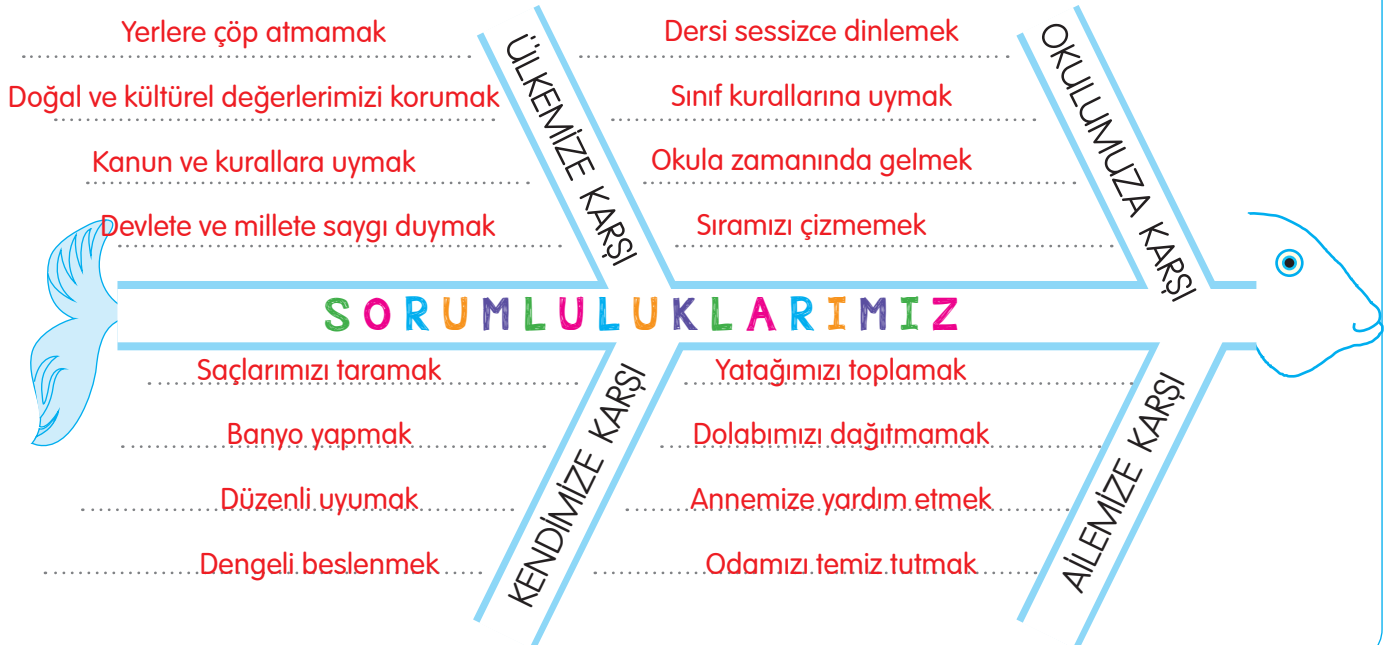 Yerlere çöp atmamak
Doğal ve kültürel değerlerimizi korumak
Kanun ve kurallara uymak
Devlete ve millete saygı duymak
ÜLKEMİZE KARŞI
Dersi sessizce dinlemek
Sınıf kurallarına uymak
Okula zamanında gelmek
Sıramızı çizmemek
OKULUMUZA KARŞI
SORUMLULUKLARIMIZ
Saçlarımızı taramak
Banyo yapmak
Düzenli uyumak
Dengeli beslenmek
KENDİMİZE KARŞI
Yatağımızı toplamak
Dolabımızı dağıtmamak
Annemize yardım etmek
Odamızı temiz tutmak
AİLEMİZE KARŞI